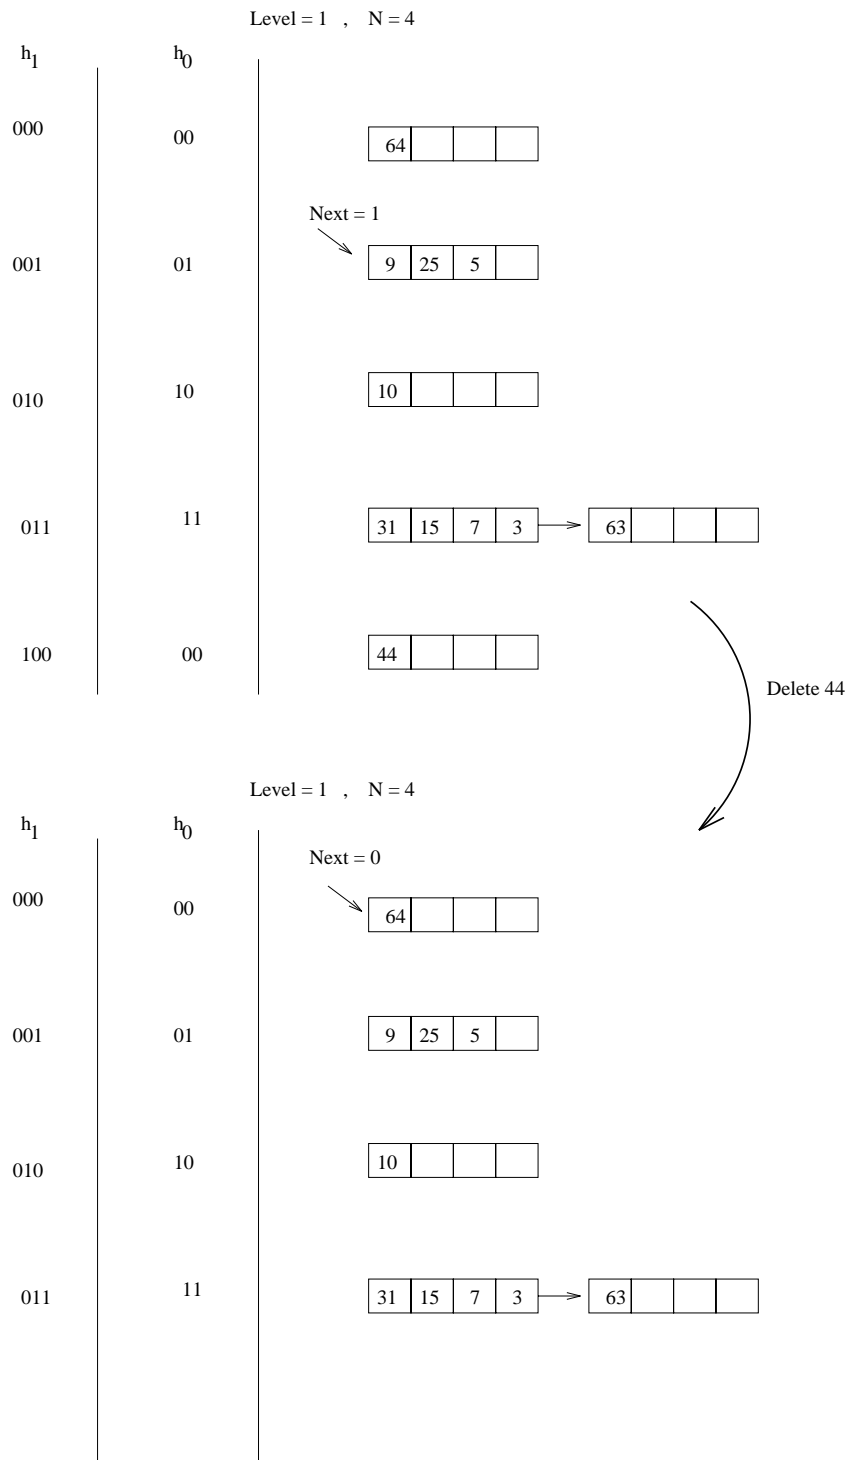 Level = 1 , N = 4
h1 h0
000 00 64
Next = 1
001 01 9 25 5
010 10 10
011 11 31 15 7 3 63
100 00 44
Delete 44
Level = 1 , N = 4
h1 h0
Next = 0
000 00 64
001 01 9 25 5
010 10 10
011 11 31 15 7 3 63